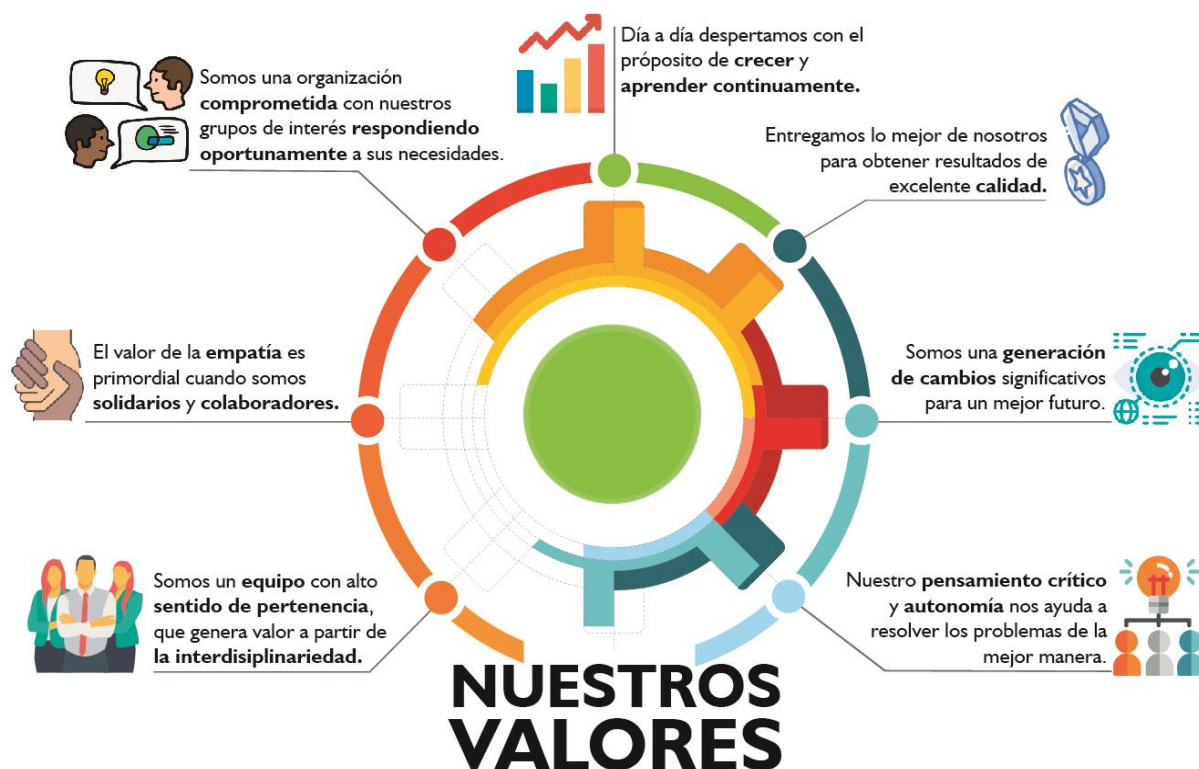 Día a día despertamos con el
próposito de crecer y
aprender continuamente.
Somos una organización
comprometida con nuestros
grupos de interés respondiendo
oportunamente a sus necesidades.
Entregamos lo mejor de nosotros
para obtener resultados de
excelente calidad.
El valor de la empatía es
primordial cuando somos
solidarios y colaboradores.
Somos una generación
de cambios significativos
para un mejor futuro.
Somos un equipo con alto
sentido de pertenencia,
que genera valor a partir de
la interdisiplinariedad.
Nuestro pensamiento crítico
y autonomía nos ayuda a
resolver los problemas de la
mejor manera.
NUESTROS
VALORES